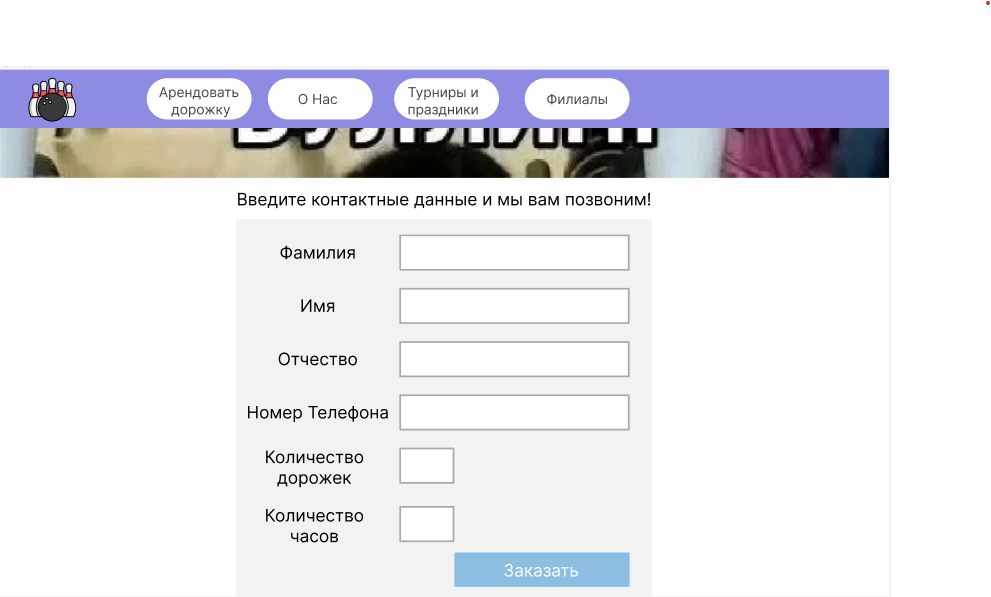 Арендовать
дорожку
О Нас
Турниры и
праздники
Филиалы
Введите контактные данные и мы вам позвоним!
Фамилия
Имя
Отчество
Номер Телефона
Количество
дорожек
Количество
часов
Заказать